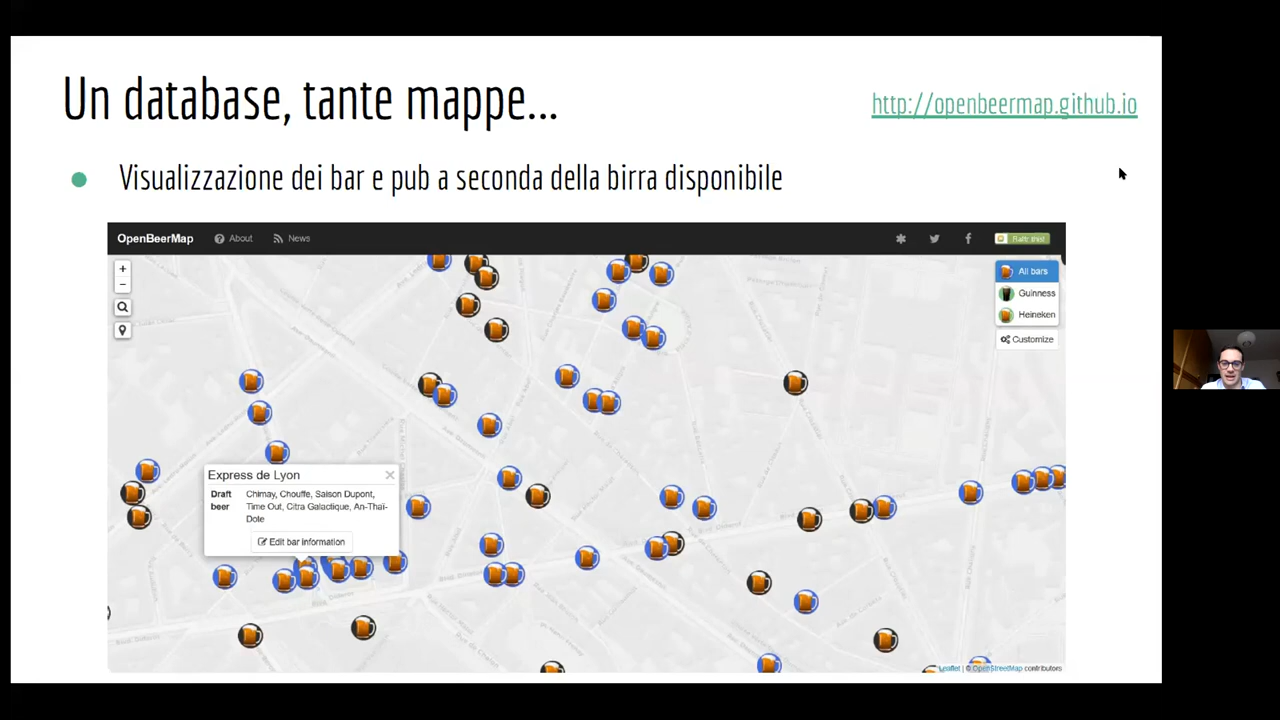 Un database, tante mappe...
http://openbeermap.github.io
Visualizzazione dei bar e pub a seconda della birra disponibile
OpenBeerMap
About
News
Flattr this!
+
−
All bars
Guinness
Heineken
Customize
Express de Lyon
×
Draft beer
Chimay, Chouffe, Saison Dupont,
Time Out, Citra Galactique, An-Thaï-
Dote
Edit bar information
Leaflet | © OpenStreetMap contributors